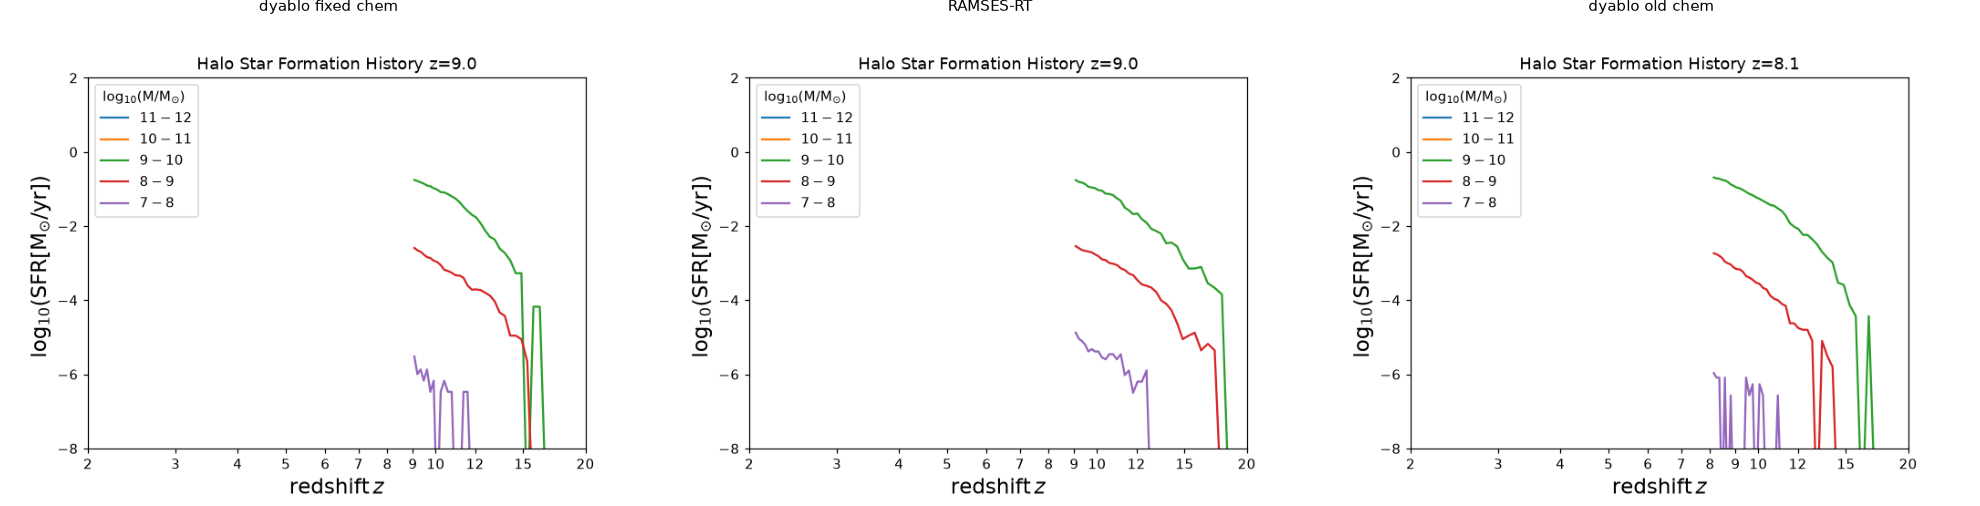 dyablo fixed chem
RAMSES-RT
dyablo old chem
Halo Star Formation History z=9.0
log₁₀(M/M☉)
11 − 12
10 − 11
9 − 10
8 − 9
7 − 8
log₁₀(SFR[M☉/yr])
2
0
−2
−4
−6
−8
2 3 4 5 6 7 8 9 10 12 15 20
redshift z
Halo Star Formation History z=9.0
log₁₀(M/M☉)
11 − 12
10 − 11
9 − 10
8 − 9
7 − 8
log₁₀(SFR[M☉/yr])
2
0
−2
−4
−6
−8
2 3 4 5 6 7 8 9 10 12 15 20
redshift z
Halo Star Formation History z=8.1
log₁₀(M/M☉)
11 − 12
10 − 11
9 − 10
8 − 9
7 − 8
log₁₀(SFR[M☉/yr])
2
0
−2
−4
−6
−8
2 3 4 5 6 7 8 9 10 12 15 20
redshift z